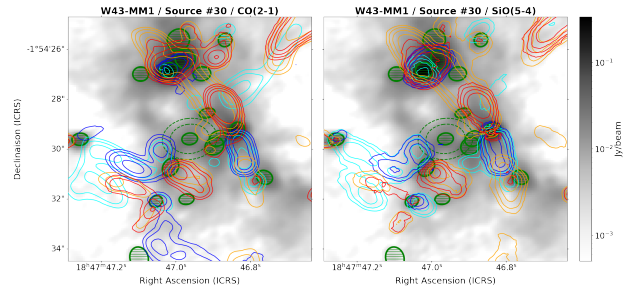 W43-MM1 / Source #30 / CO(2-1)
W43-MM1 / Source #30 / SiO(5-4)
-1°54'26"
28"
30"
32"
34"
Declinaison (ICRS)
18ʰ47ᵐ47.2ˢ 47.0ˢ 46.8ˢ
18ʰ47ᵐ47.2ˢ 47.0ˢ 46.8ˢ
Right Ascension (ICRS)
Right Ascension (ICRS)
10⁻¹
10⁻²
10⁻³
Jy/beam